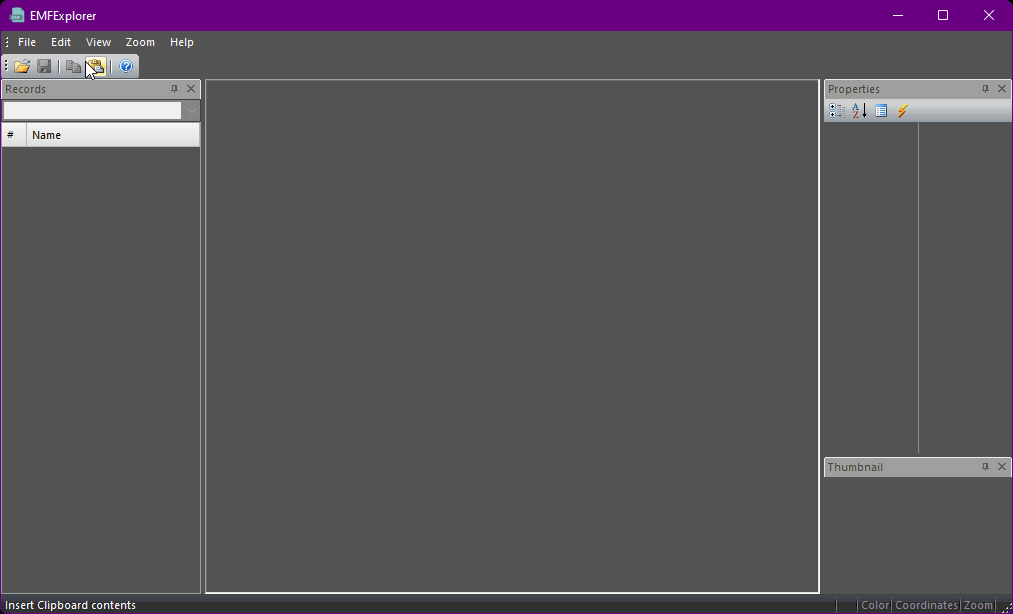 EMFExplorer
File Edit View Zoom Help
Records
# Name
Properties
Thumbnail
Insert Clipboard contents
Color Coordinates Zoom